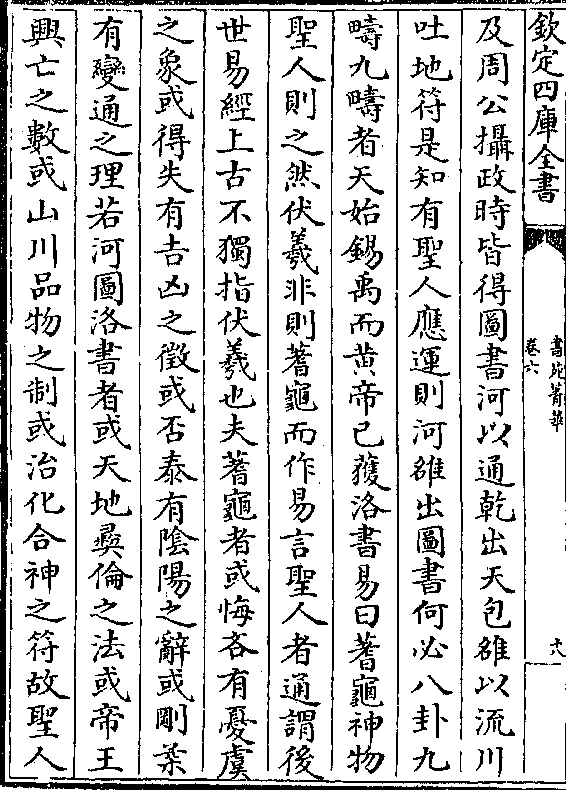 欽定四庫全書
書苑菁華
卷六
十八
及周公攝政時皆得圖書河以通乾出天包雒以流川
吐地符是知有聖人應運則河雒出圖書何必八卦九
疇九疇者天始錫禹而黄帝已獲洛書易曰蓍龜神物
聖人則之然伏羲非則蓍龜而作易言聖人者通謂後
世易經上古不獨指伏羲也夫蓍龜者或悔吝有憂虞
之象或得失有吉凶之徵或否泰有陰陽之辭或剛柔
有變通之理若河圖洛書者或天地彛倫之法或帝王
興亡之數或山川品物之制或治化合神之符故聖人